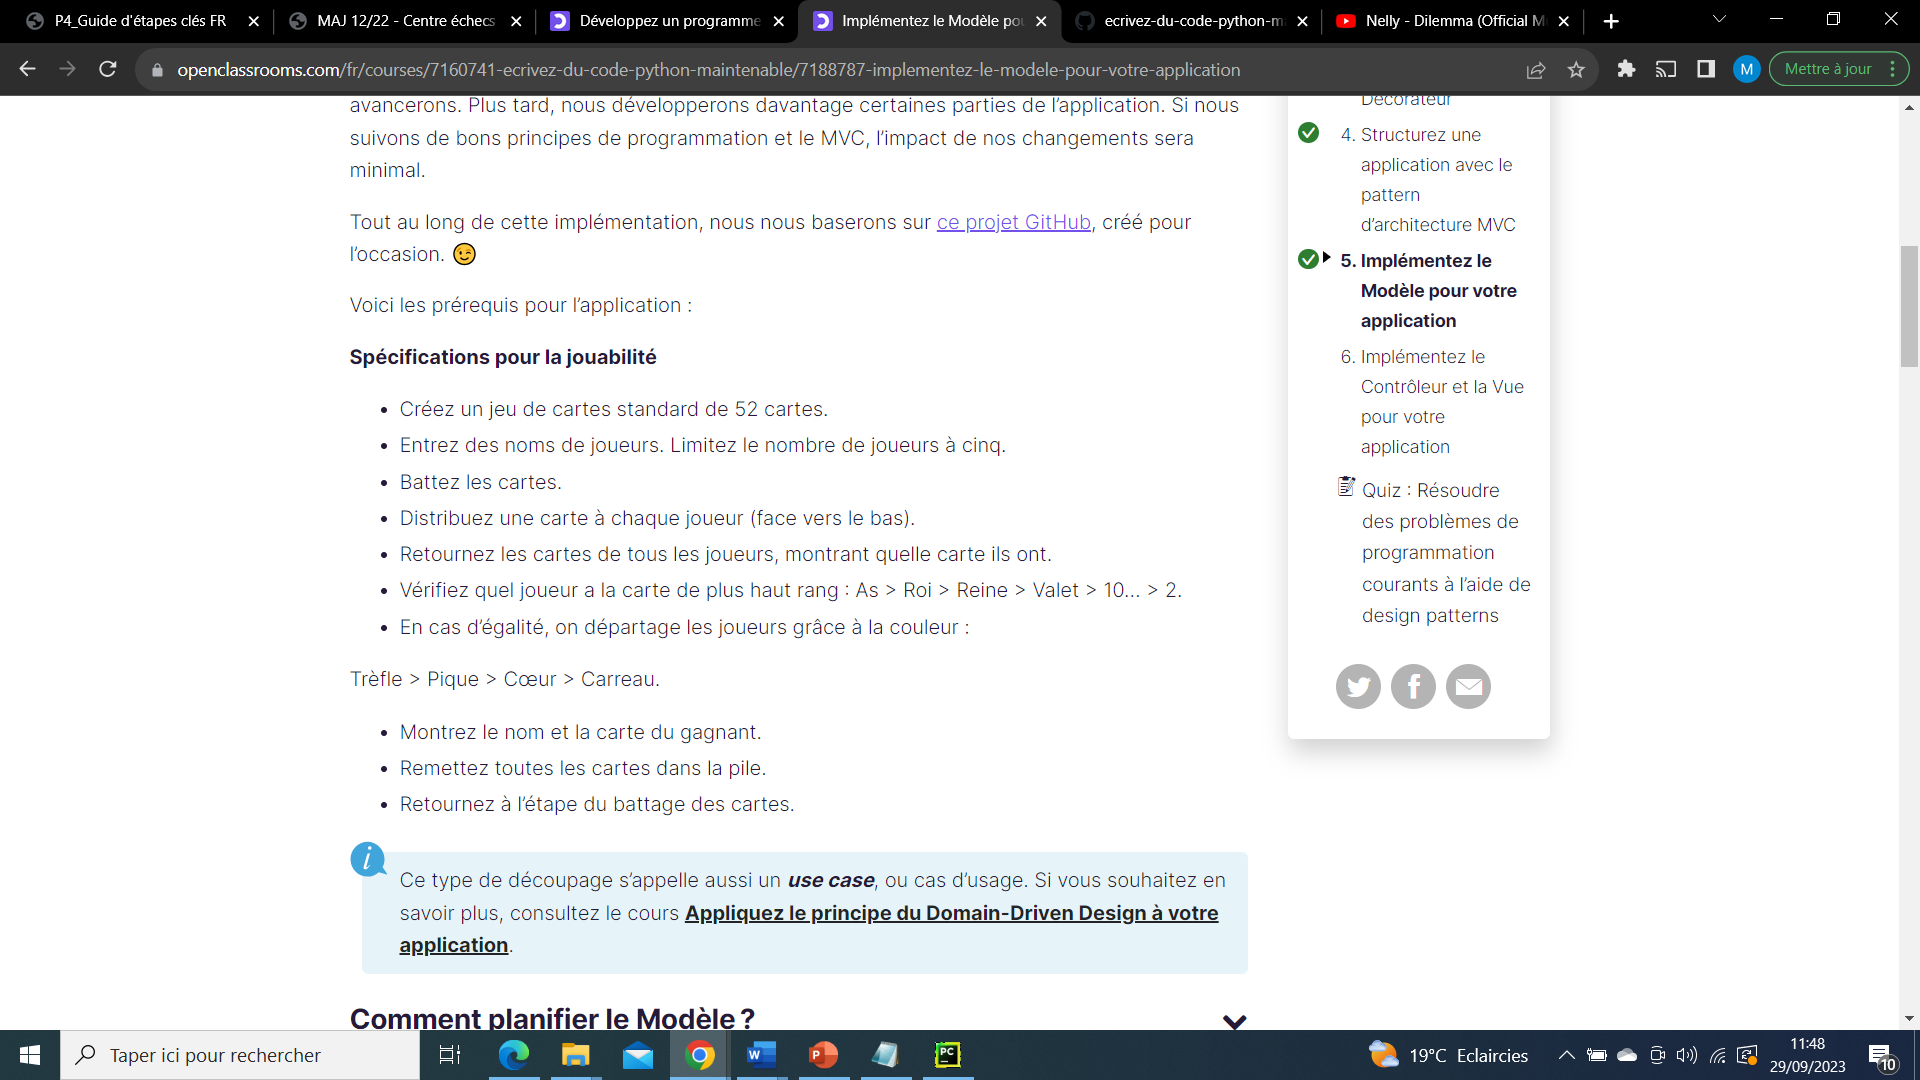 P4_Guide d'étapes clés FR
MAJ 12/22 - Centre échecs
Développez un programme
Implémentez le Modèle pou
ecrivez-du-code-python-m
Nelly - Dilemma (Official M
openclassrooms.com/fr/courses/7160741-ecrivez-du-code-python-maintenable/7188787-implementez-le-modele-pour-votre-application
M
Mettre à jour
avancerons. Plus tard, nous développerons davantage certaines parties de l'application. Si nous
suivons de bons principes de programmation et le MVC, l'impact de nos changements sera
minimal.
Tout au long de cette implémentation, nous nous baserons sur ce projet GitHub, créé pour
l'occasion. 😉
Voici les prérequis pour l'application :
Spécifications pour la jouabilité
• Créez un jeu de cartes standard de 52 cartes.
• Entrez des noms de joueurs. Limitez le nombre de joueurs à cinq.
• Battez les cartes.
• Distribuez une carte à chaque joueur (face vers le bas).
• Retournez les cartes de tous les joueurs, montrant quelle carte ils ont.
• Vérifiez quel joueur a la carte de plus haut rang : As > Roi > Reine > Valet > 10... > 2.
• En cas d'égalité, on départage les joueurs grâce à la couleur :
Trèfle > Pique > Cœur > Carreau.
• Montrez le nom et la carte du gagnant.
• Remettez toutes les cartes dans la pile.
• Retournez à l'étape du battage des cartes.
i
Ce type de découpage s'appelle aussi un use case, ou cas d'usage. Si vous souhaitez en
savoir plus, consultez le cours Appliquez le principe du Domain-Driven Design à votre
application.
Comment planifier le Modèle ?
Décorateur
4. Structurez une
application avec le
pattern
d'architecture MVC
5. Implémentez le
Modèle pour votre
application
6. Implémentez le
Contrôleur et la Vue
pour votre
application
Quiz : Résoudre
des problèmes de
programmation
courants à l'aide de
design patterns
Taper ici pour rechercher
W
P
PC
19°C Eclaircies
11:48
29/09/2023
10